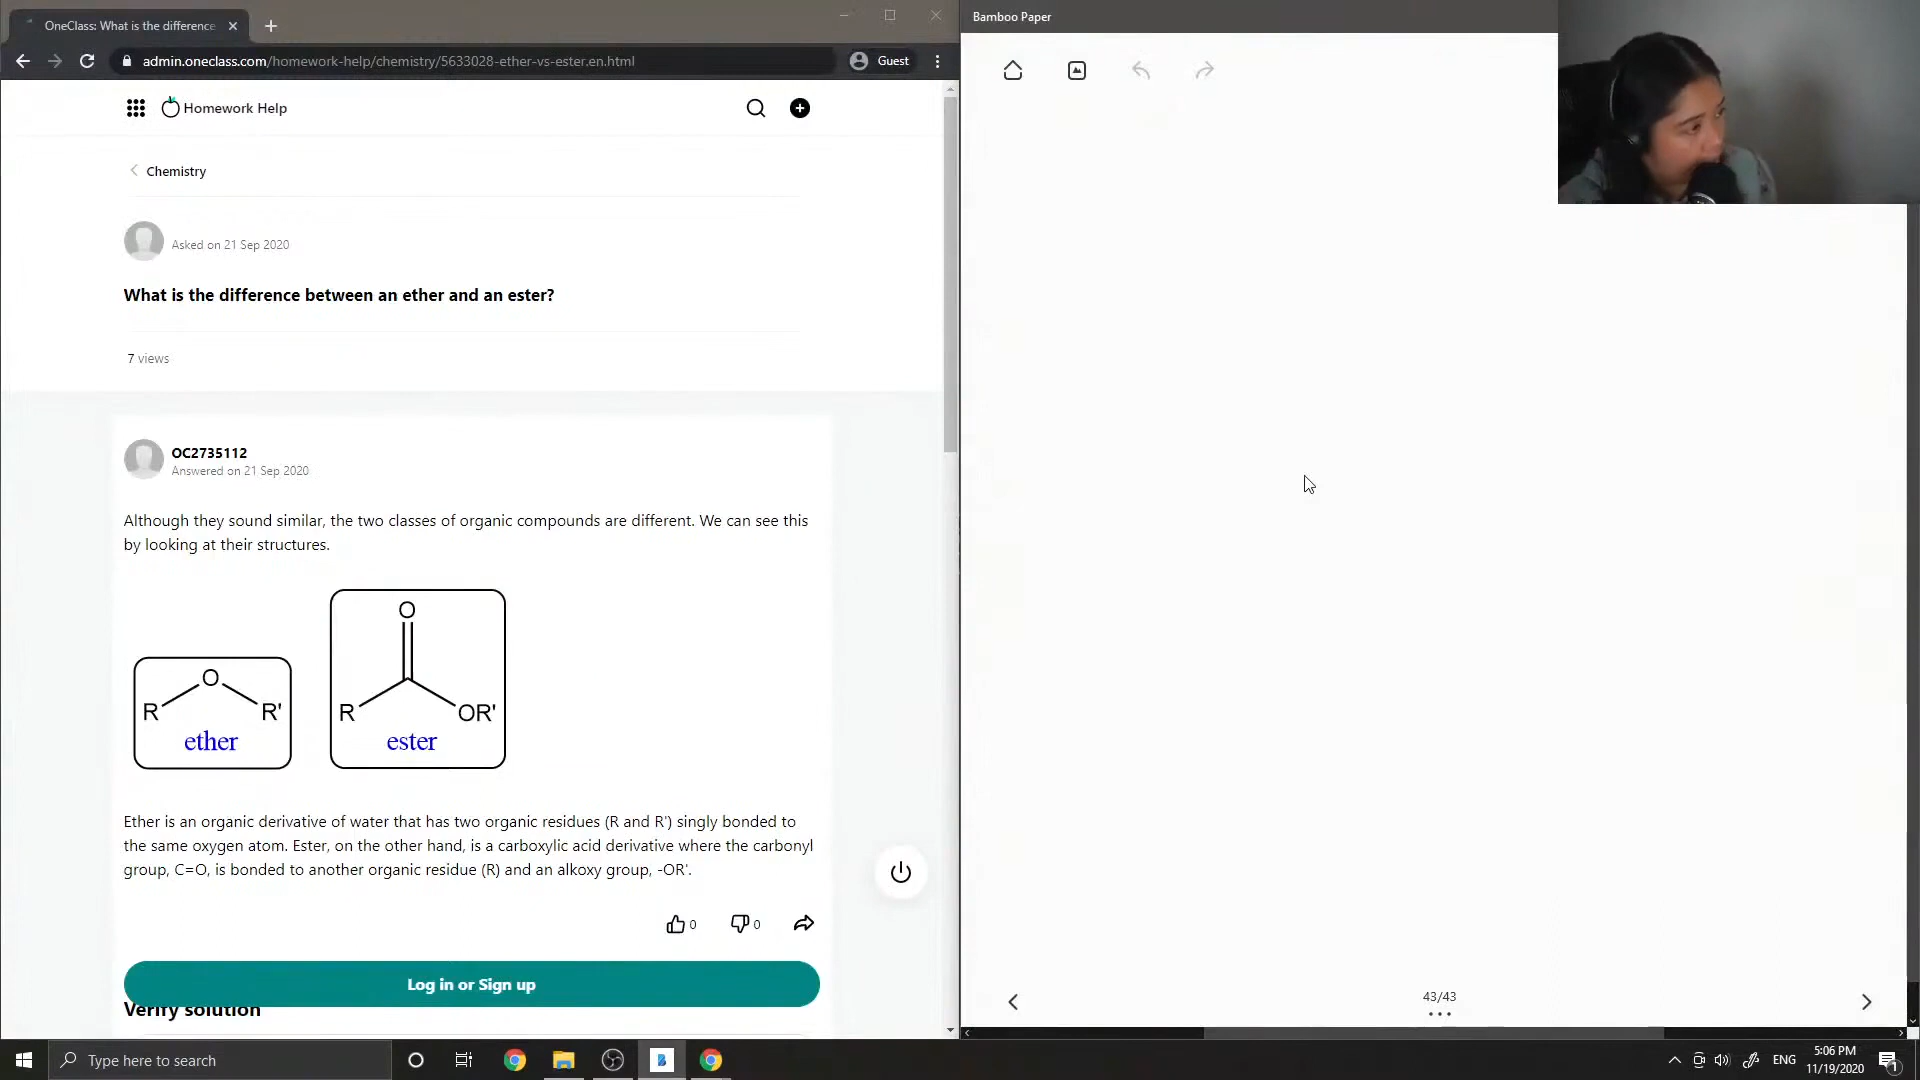 OneClass: What is the difference
Bamboo Paper
admin.oneclass.com/homework-help/chemistry/5633028-ether-vs-ester.en.html
Guest
Homework Help
Chemistry
Asked on 21 Sep 2020
What is the difference between an ether and an ester?
7 views
OC2735112
Answered on 21 Sep 2020
Although they sound similar, the two classes of organic compounds are different. We can see this
by looking at their structures.
O
R
R'
ether
O
R
OR'
ester
Ether is an organic derivative of water that has two organic residues (R and R') singly bonded to
the same oxygen atom. Ester, on the other hand, is a carboxylic acid derivative where the carbonyl
group, C=O, is bonded to another organic residue (R) and an alkoxy group, -OR'.
0
0
Log in or Sign up
Verify solution
43/43
Type here to search
B
ENG
5:06 PM
11/19/2020
1